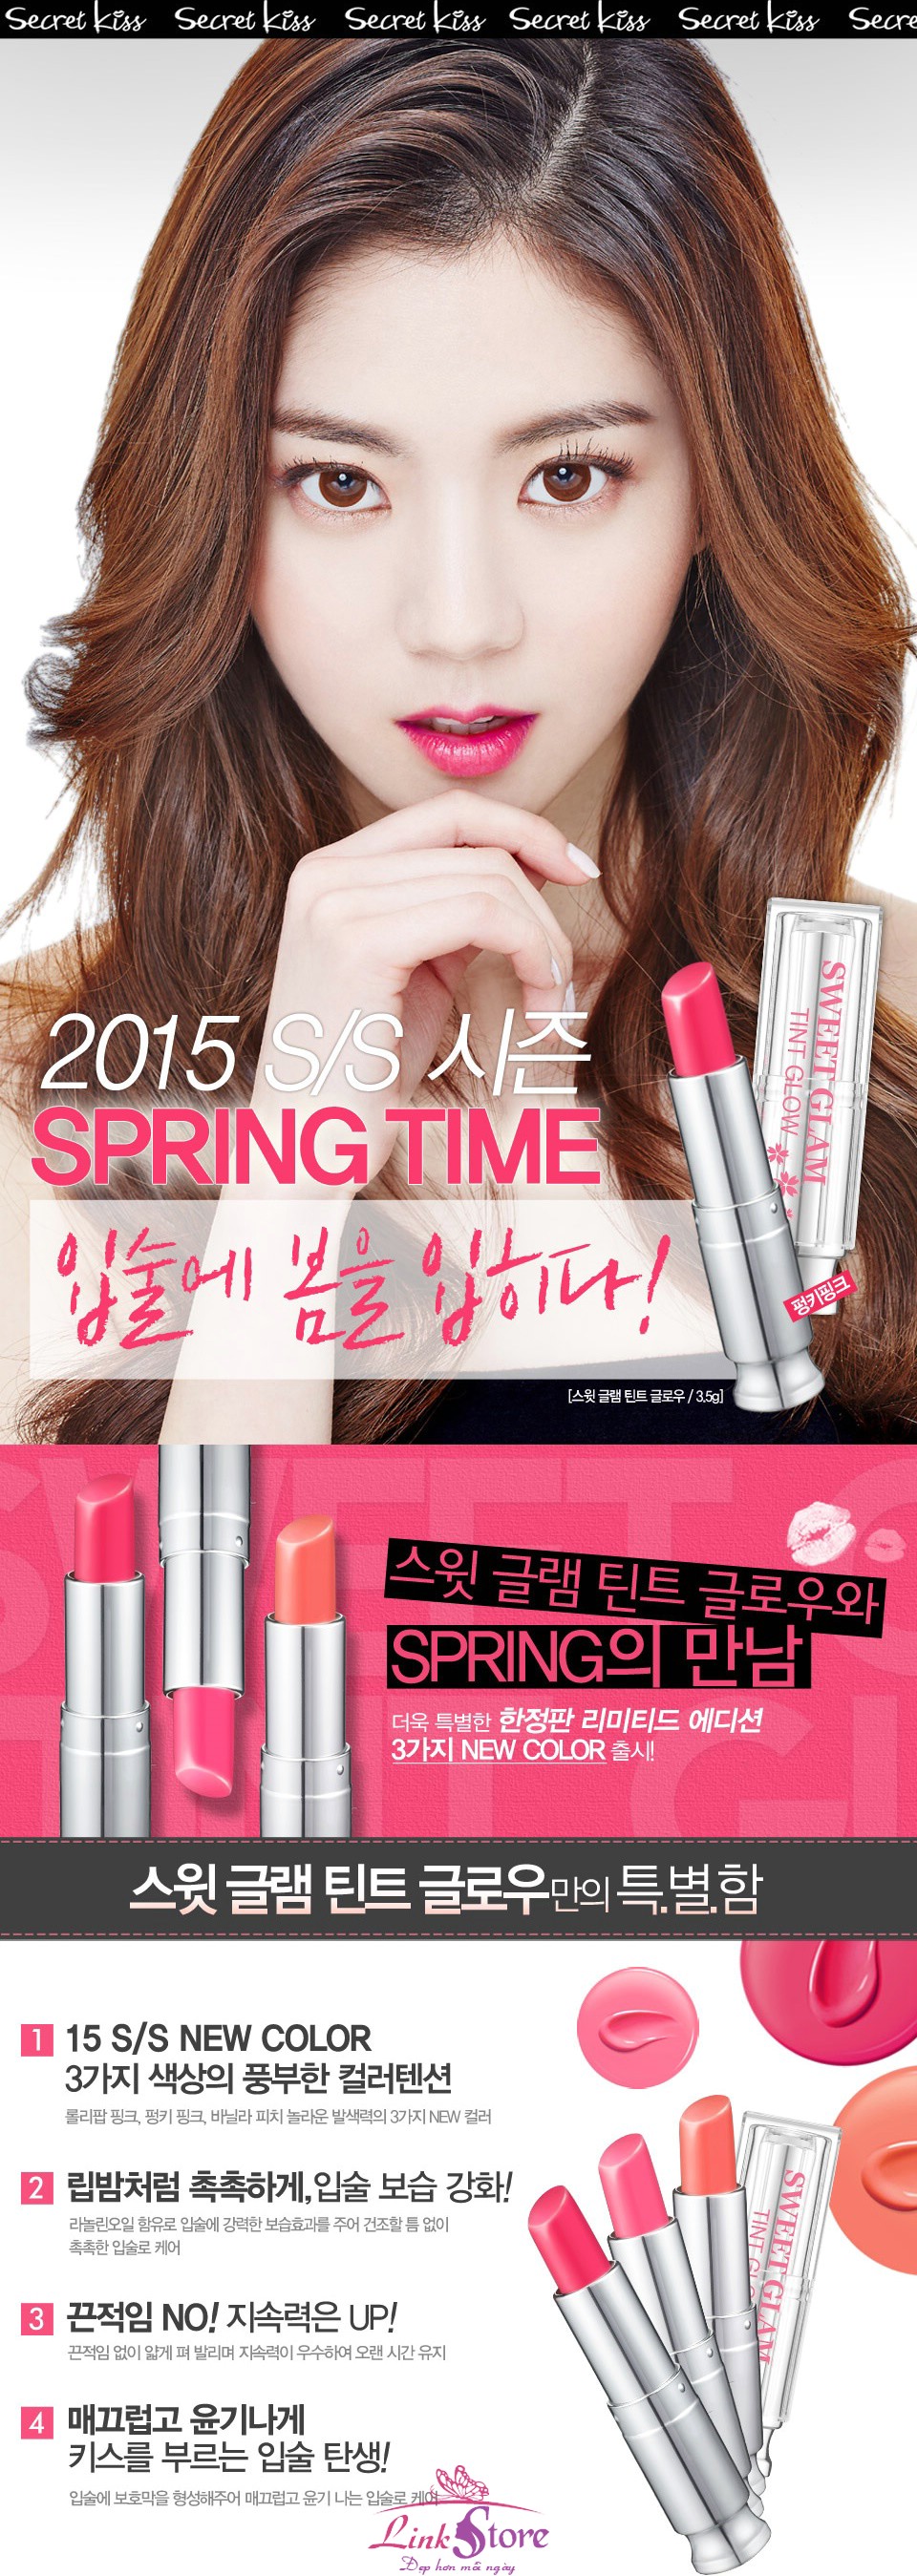 Secret Kiss Secret Kiss Secret Kiss Secret Kiss Secret Kiss Secre
2015 S/S 시즌
SPRING TIME
입술에 봄을 입히다!
SWEET GLAM
TINT GLOW
펑키핑크
[스윗 글램 틴트 글로우 / 3.5g]
스윗 글램 틴트 글로우와
SPRING의 만남
더욱 특별한 한정판 리미티드 에디션
3가지 NEW COLOR 출시!
스윗 글램 틴트 글로우만의 특.별.함
1 15 S/S NEW COLOR
3가지 색상의 풍부한 컬러텐션
롤리팝 핑크, 펑키 핑크, 바닐라 피치 놀라운 발색력의 3가지 NEW 컬러
2 립밤처럼 촉촉하게, 입술 보습 강화!
라놀린오일 함유로 입술에 강력한 보습효과를 주어 건조할 틈 없이
촉촉한 입술로 케어
3 끈적임 NO! 지속력은 UP!
끈적임 없이 얇게 펴 발리며 지속력이 우수하여 오랜 시간 유지
4 매끄럽고 윤기나게
키스를 부르는 입술 탄생!
입술에 보호막을 형성해주어 매끄럽고 윤기 나는 입술로 케어
SWEET GLAM
TINT GLO
Link Store
Đẹp hơn mỗi ngày